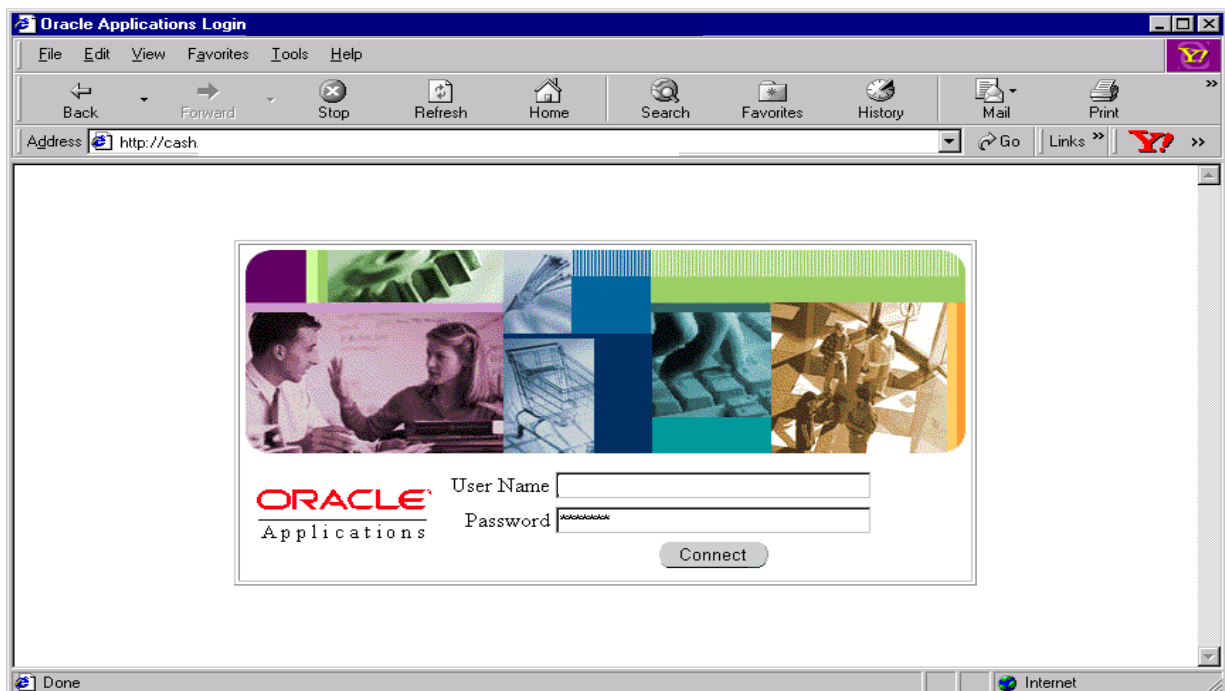 Oracle Applications Login
File Edit View Favorites Tools Help
Back Forward Stop Refresh Home Search Favorites History Mail Print »
Address http://cash. Go Links » Y! »
User Name
ORACLE
Password ********
Applications
Connect
Done Internet